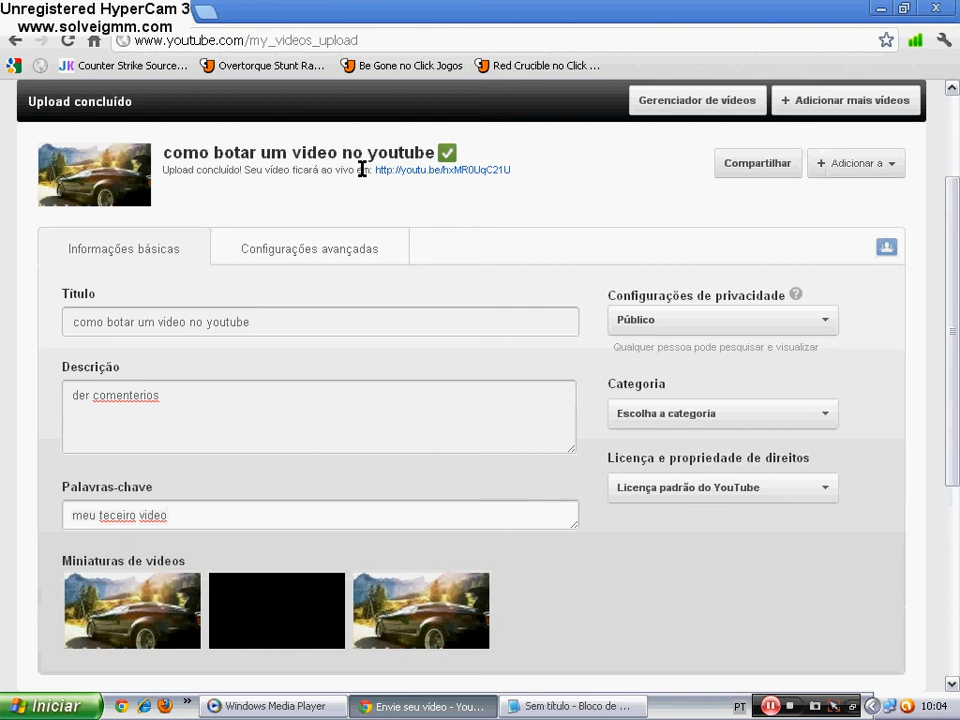 Unregistered HyperCam 3
www.solveigmm.com
www.youtube.com/my_videos_upload
JK Counter Strike Source... Overtorque Stunt Ra... Be Gone no Click Jogos Red Crucible no Click ...
Upload concluído Gerenciador de vídeos + Adicionar mais vídeos
como botar um video no youtube
Upload concluído! Seu vídeo ficará ao vivo em: http://youtu.be/hxMR0UqC21U
Compartilhar + Adicionar a
Informações básicas Configurações avançadas
Título
como botar um video no youtube
Configurações de privacidade ?
Público
Qualquer pessoa pode pesquisar e visualizar
Descrição
der comenterios
Categoria
Escolha a categoria
Licença e propriedade de direitos
Licença padrão do YouTube
Palavras-chave
meu teceiro video
Miniaturas de vídeos
Iniciar » Windows Media Player Envie seu vídeo - You... Sem título - Bloco de ... PT 10:04